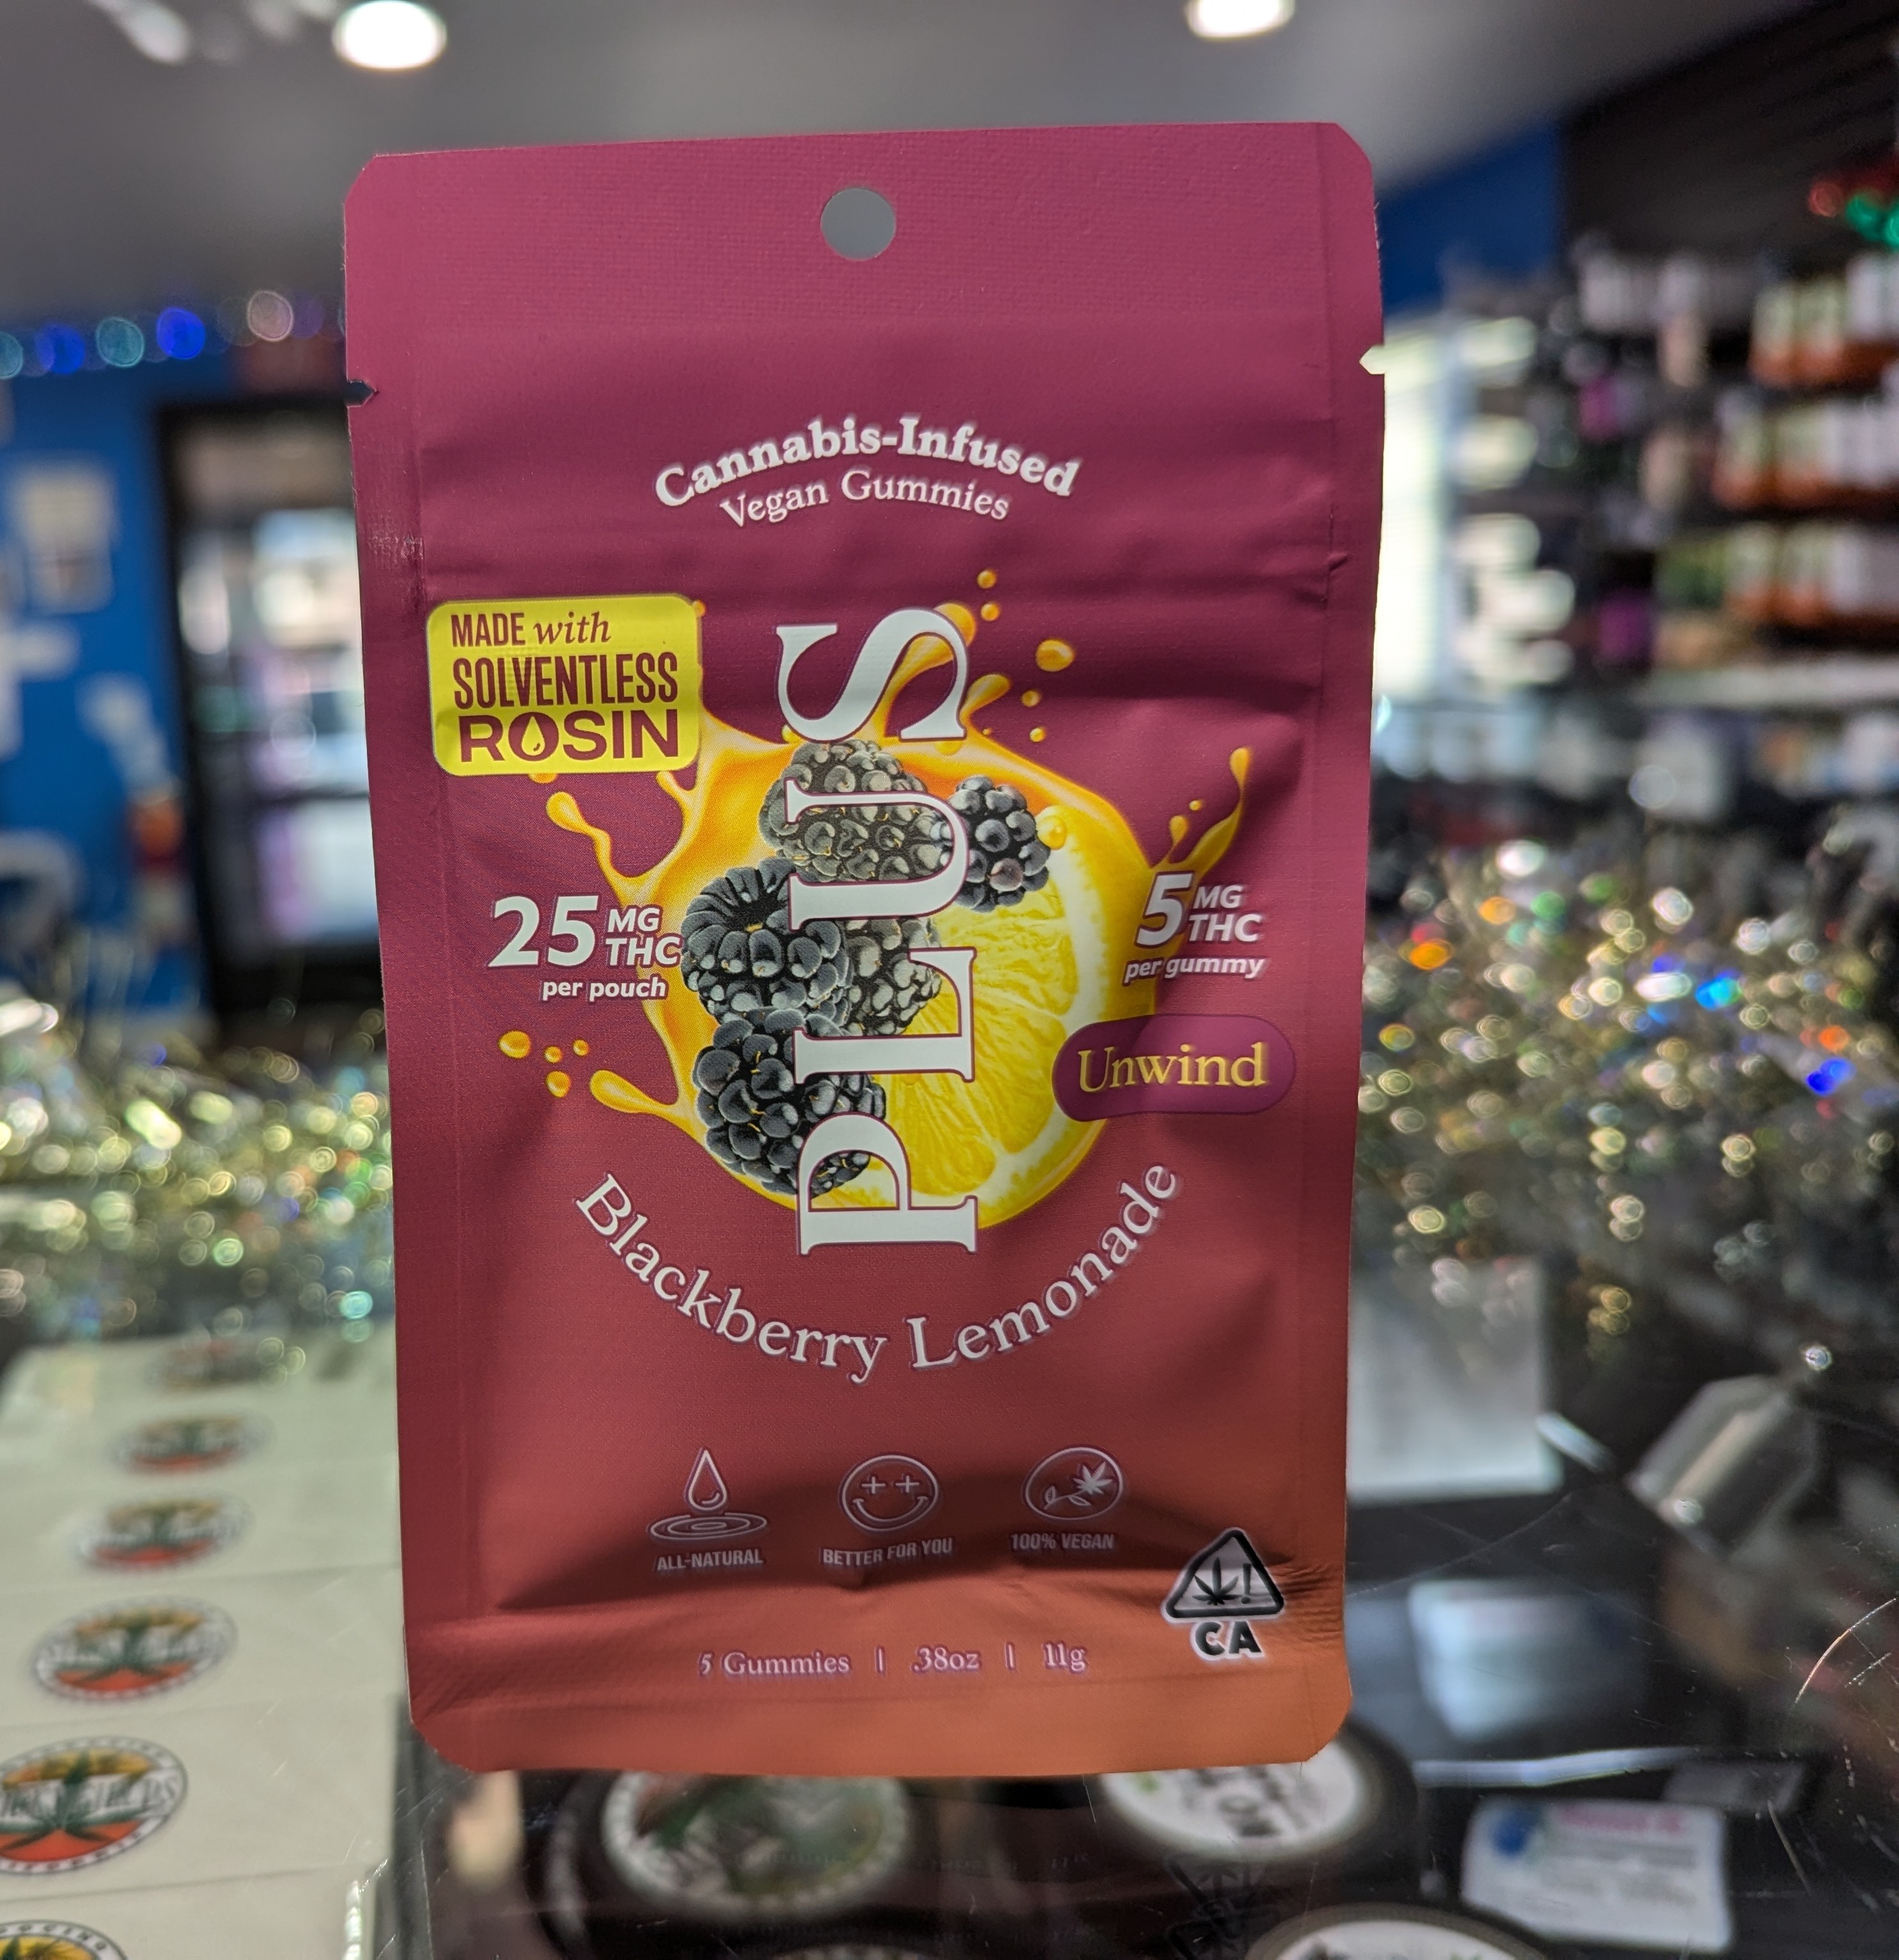 Cannabis-Infused
Vegan Gummies
MADE with
SOLVENTLESS
ROSIN
PLUS
25 MG
THC
per pouch
5 MG
THC
per gummy
Unwind
Blackberry Lemonade
ALL-NATURAL
BETTER FOR YOU
100% VEGAN
!
CA
5 Gummies | .38oz | 11g